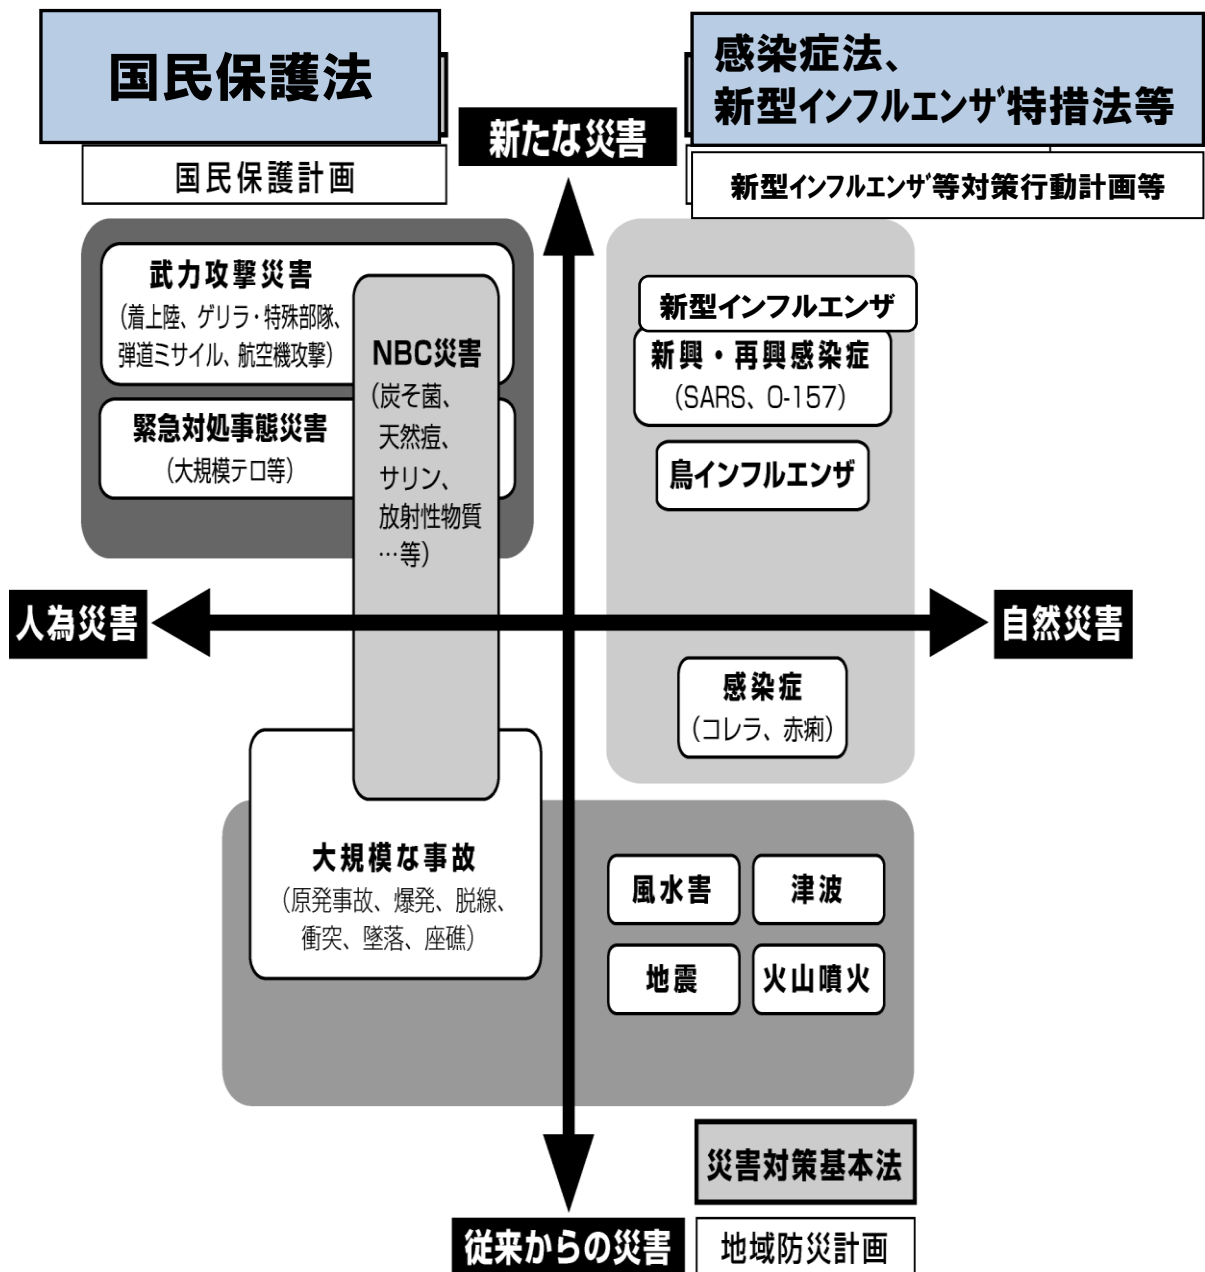 国民保護法
国民保護計画
感染症法、
新型インフルエンザ特措法等
新型インフルエンザ等対策行動計画等
新たな災害
武力攻撃災害
（着上陸、ゲリラ・特殊部隊、
弾道ミサイル、航空機攻撃）
緊急対処事態災害
（大規模テロ等）
NBC災害
（炭そ菌、
天然痘、
サリン、
放射性物質
…等）
新型インフルエンザ
新興・再興感染症
（SARS、O-157）
鳥インフルエンザ
人為災害
自然災害
感染症
（コレラ、赤痢）
大規模な事故
（原発事故、爆発、脱線、
衝突、墜落、座礁）
風水害
津波
地震
火山噴火
災害対策基本法
地域防災計画
従来からの災害